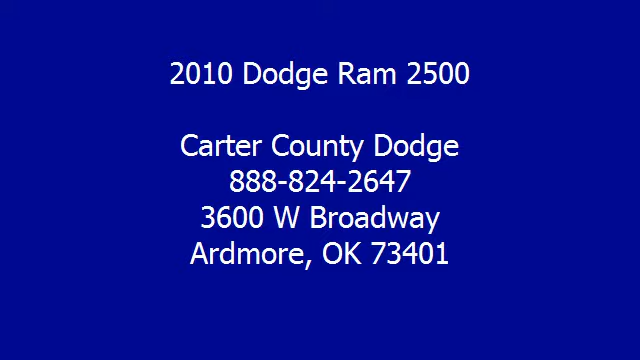 2010 Dodge Ram 2500
Carter County Dodge
888-824-2647
3600 W Broadway
Ardmore, OK 73401